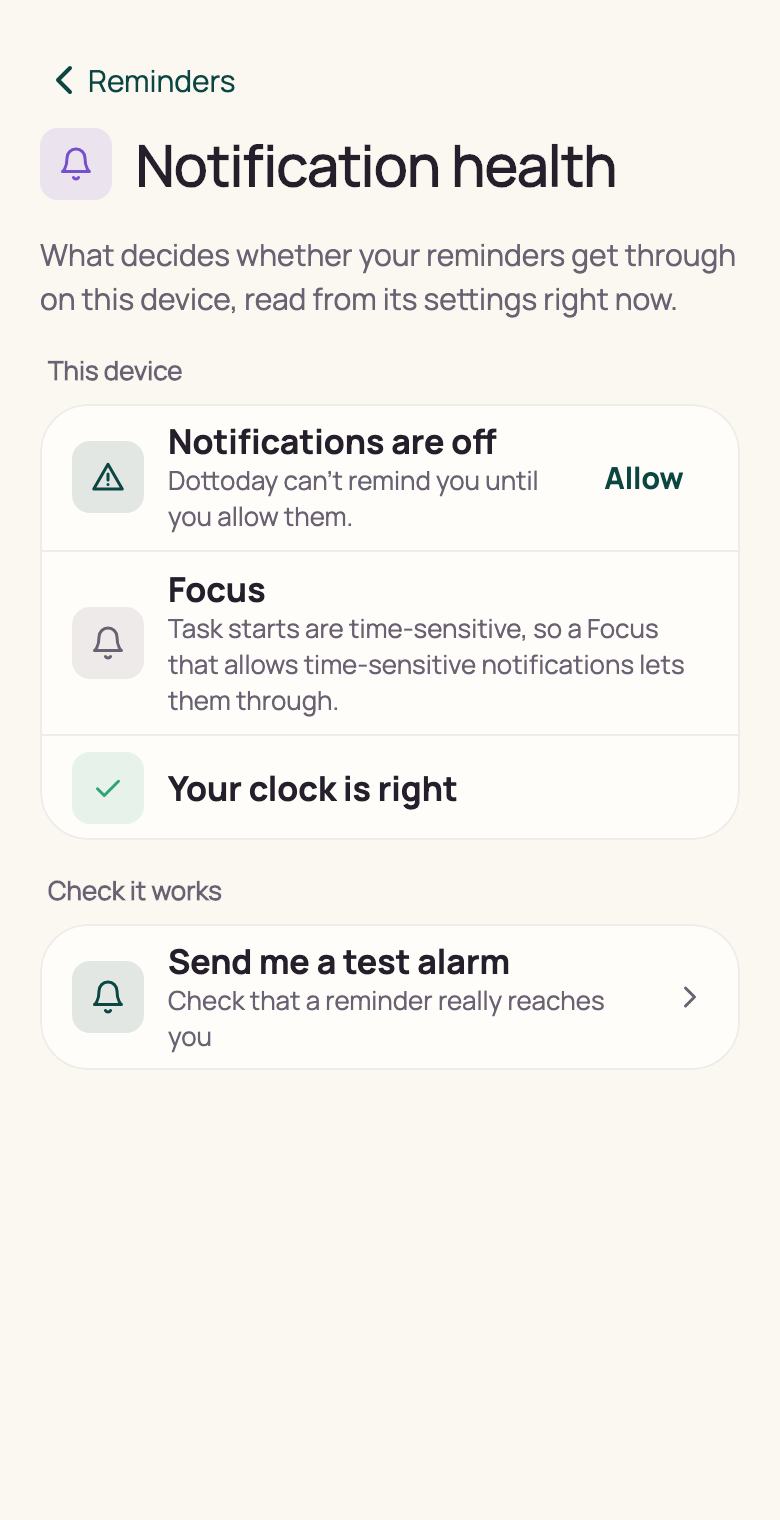 Reminders
Notification health
What decides whether your reminders get through
on this device, read from its settings right now.
This device
Notifications are off
Dottoday can't remind you until
you allow them.
Allow
Focus
Task starts are time-sensitive, so a Focus
that allows time-sensitive notifications lets
them through.
Your clock is right
Check it works
Send me a test alarm
Check that a reminder really reaches
you